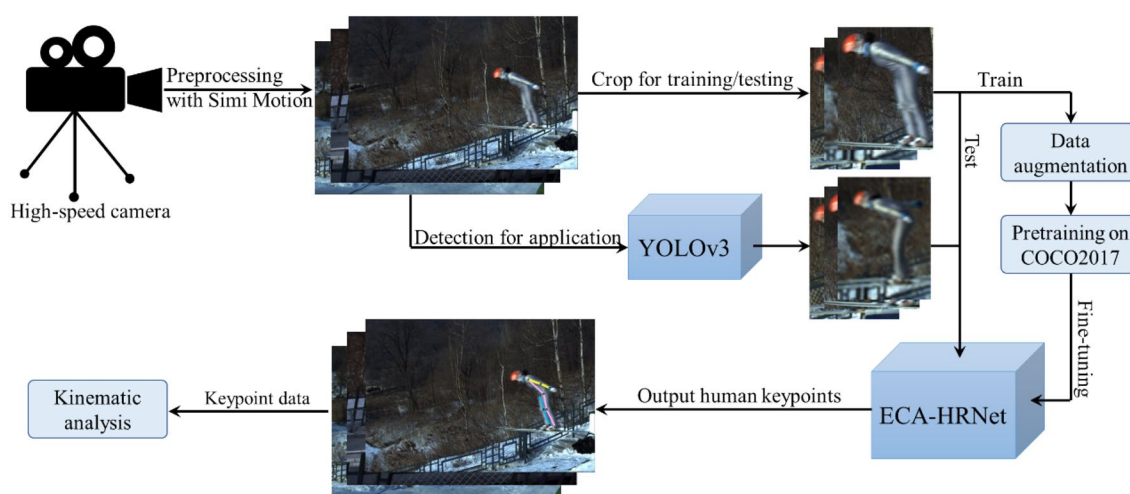 Preprocessing
with Simi Motion
High-speed camera
Crop for training/testing
Train
Test
Data
augmentation
Pretraining on
COCO2017
Fine-tuning
Detection for application
YOLOv3
ECA-HRNet
Output human keypoints
Keypoint data
Kinematic
analysis